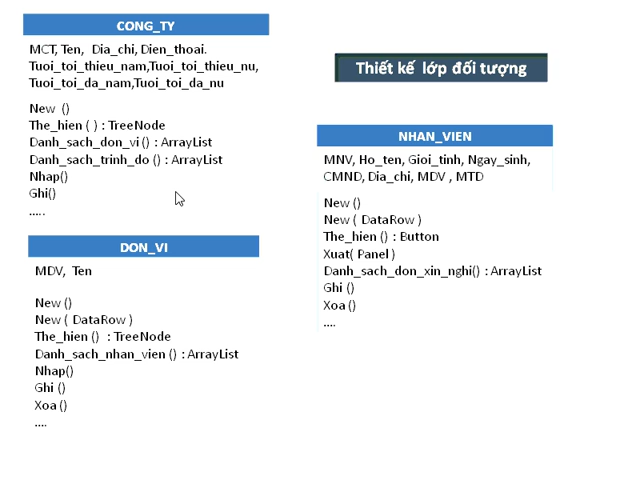 CONG_TY
MCT, Ten, Dia_chi, Dien_thoai.
Tuoi_toi_thieu_nam,Tuoi_toi_thieu_nu,
Tuoi_toi_da_nam,Tuoi_toi_da_nu
New ()
The_hien ( ) : TreeNode
Danh_sach_don_vi () : ArrayList
Danh_sach_trinh_do () : ArrayList
Nhap()
Ghi()
.....
DON_VI
MDV, Ten
New ()
New ( DataRow )
The_hien () : TreeNode
Danh_sach_nhan_vien () : ArrayList
Nhap()
Ghi ()
Xoa ()
....
Thiết kế lớp đối tượng
NHAN_VIEN
MNV, Ho_ten, Gioi_tinh, Ngay_sinh,
CMND, Dia_chi, MDV , MTD
New ()
New ( DataRow )
The_hien () : Button
Xuat( Panel )
Danh_sach_don_xin_nghi() : ArrayList
Ghi ()
Xoa ()
....